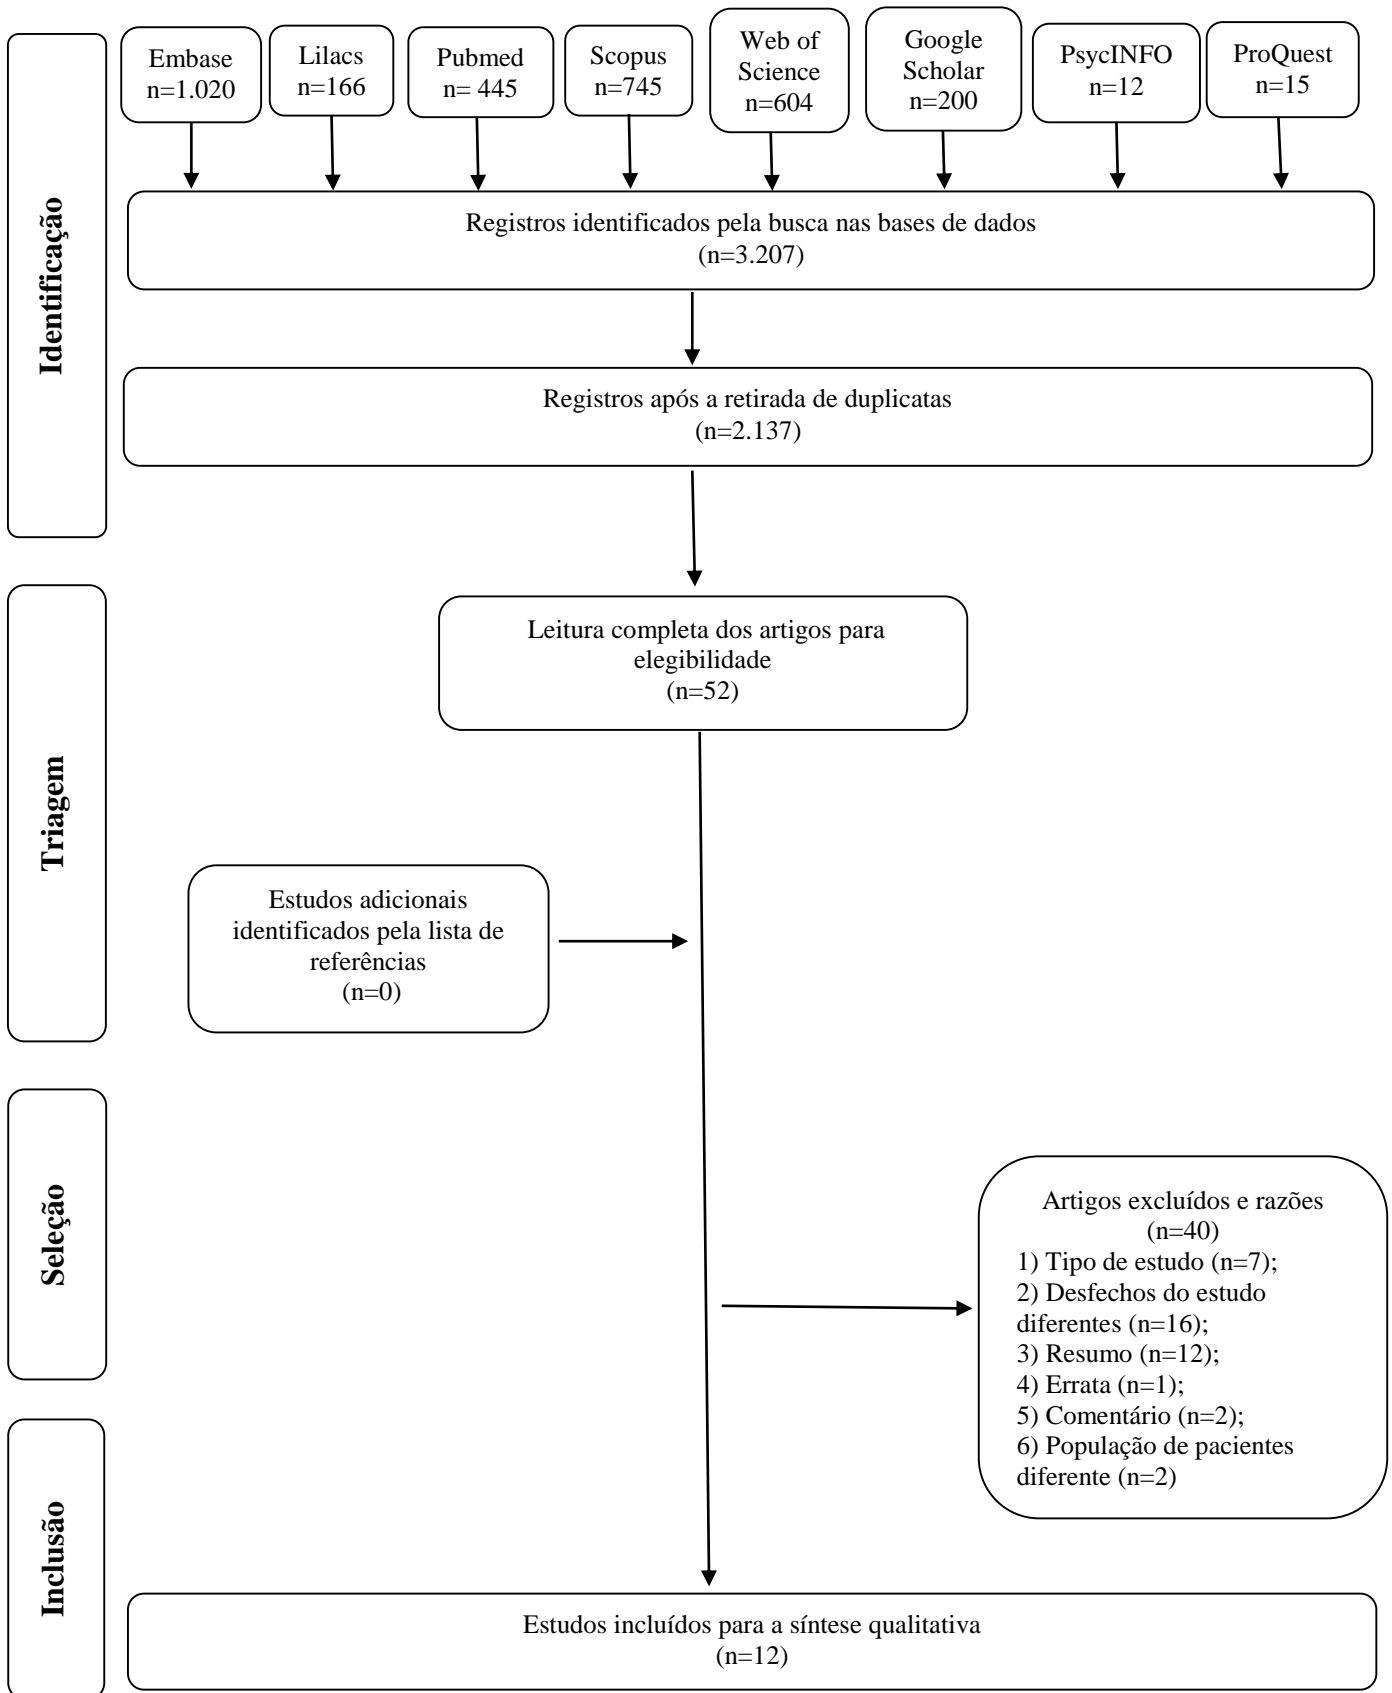 Identificação
Embase
n=1.020
Lilacs
n=166
Pubmed
n= 445
Scopus
n=745
Web of
Science
n=604
Google
Scholar
n=200
PsycINFO
n=12
ProQuest
n=15
Registros identificados pela busca nas bases de dados
(n=3.207)
Registros após a retirada de duplicatas
(n=2.137)
Triagem
Leitura completa dos artigos para
elegibilidade
(n=52)
Estudos adicionais
identificados pela lista de
referências
(n=0)
Seleção
Artigos excluídos e razões
(n=40)
1) Tipo de estudo (n=7);
2) Desfechos do estudo
diferentes (n=16);
3) Resumo (n=12);
4) Errata (n=1);
5) Comentário (n=2);
6) População de pacientes
diferente (n=2)
Inclusão
Estudos incluídos para a síntese qualitativa
(n=12)